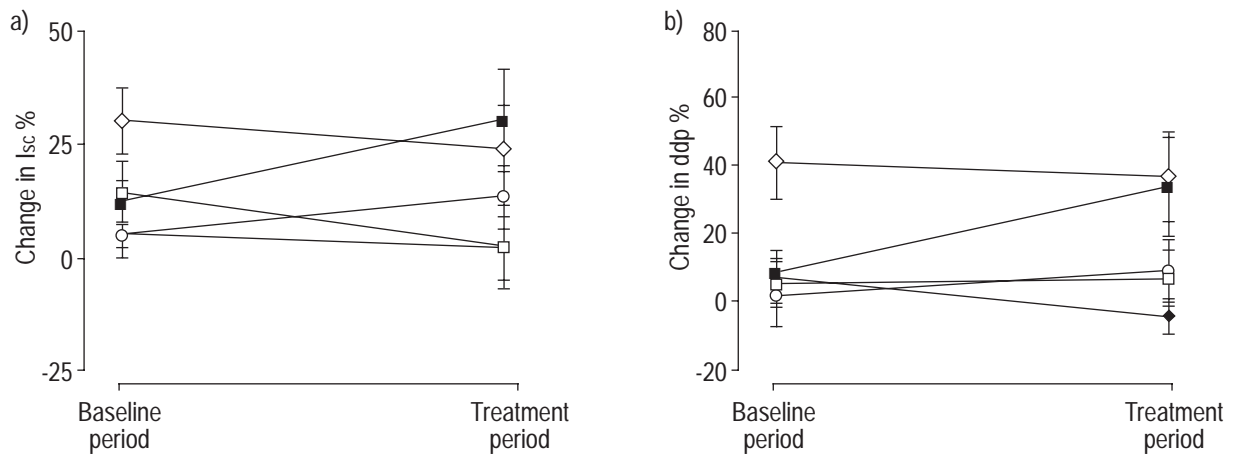 a)
Change in Isc %
50
25
0
-25
Baseline period
Treatment period
b)
Change in ddp %
80
60
40
20
0
-20
Baseline period
Treatment period